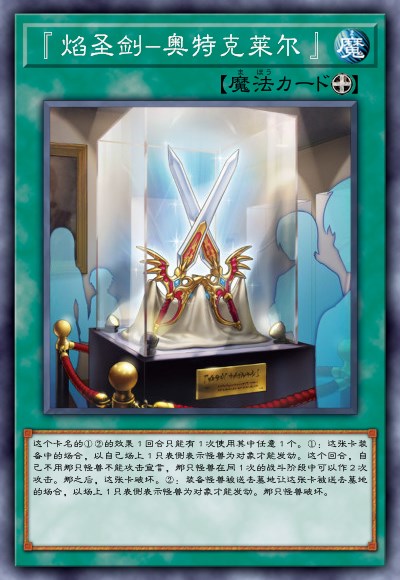 『焰圣剑-奥特克莱尔』
魔
【魔法カード】
ま ほう
这个卡名的①②的效果1回合只能有1次使用其中任意1个。①：这张卡装
备中的场合，以自己场上1只表侧表示怪兽为对象才能发动。这个回合，自
己不用那只怪兽不能攻击宣言，那只怪兽在同1次的战斗阶段中可以作2次
攻击。那之后，这张卡破坏。②：装备怪兽被送去墓地让这张卡被送去墓地
的场合，以场上1只表侧表示怪兽为对象才能发动。那只怪兽破坏。